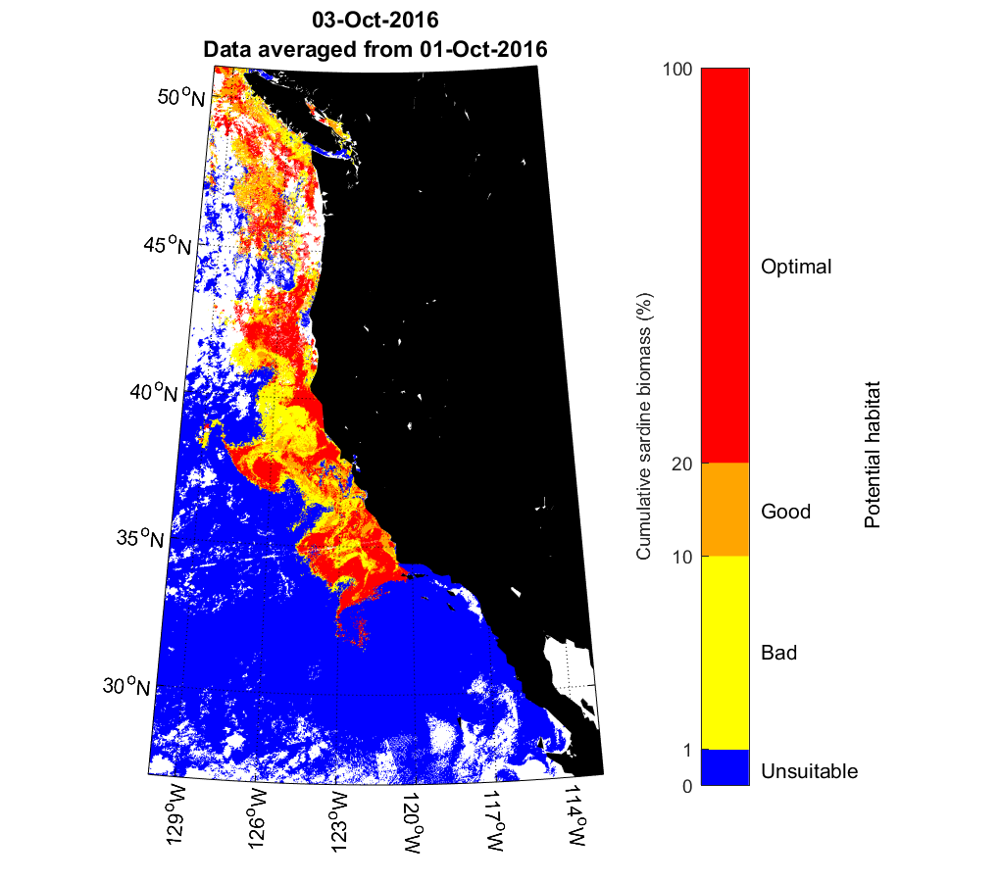 03-Oct-2016
Data averaged from 01-Oct-2016
50°N
45°N
40°N
35°N
30°N
129°W
126°W
123°W
120°W
117°W
114°W
100
20
10
1
0
Cumulative sardine biomass (%)
Optimal
Good
Bad
Unsuitable
Potential habitat